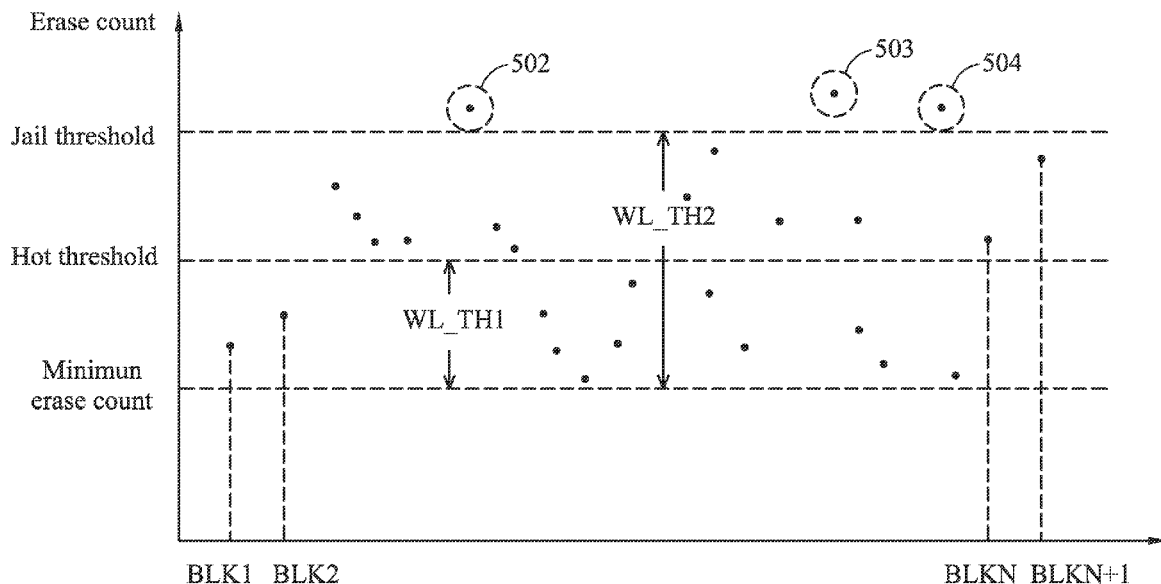 Erase count
502
503
504
Jail threshold
WL_TH2
Hot threshold
WL_TH1
Minimun
erase count
BLK1 BLK2 BLKN BLKN+1